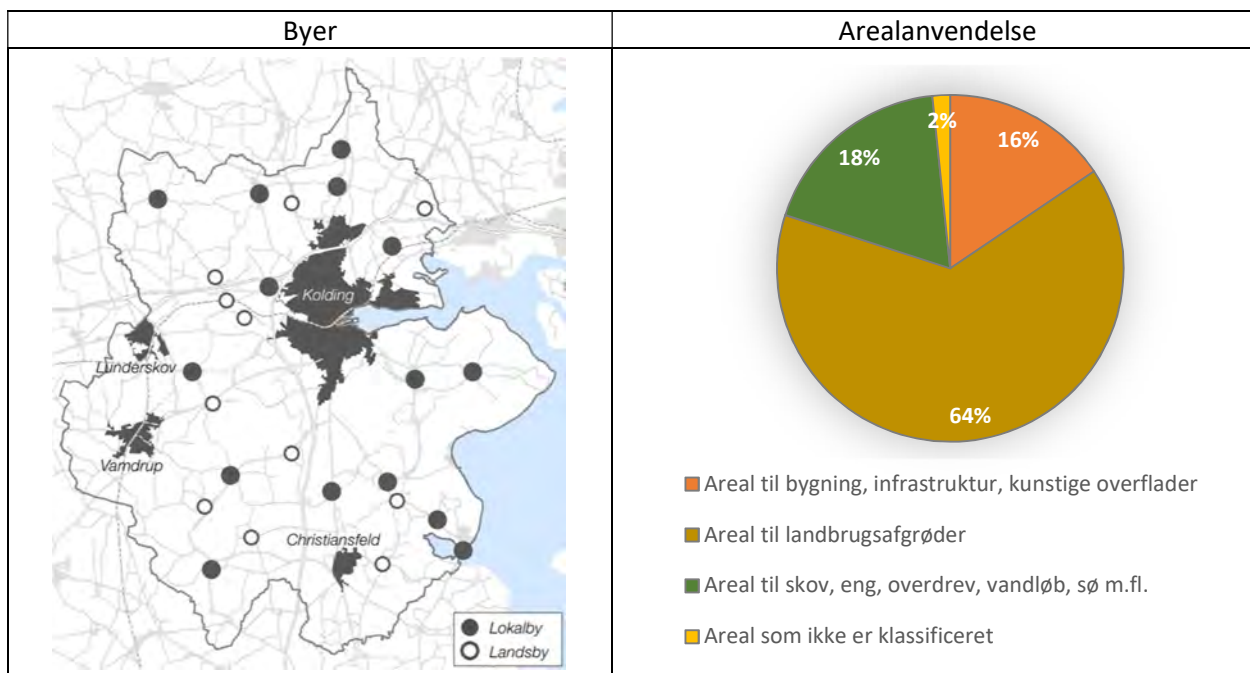 Byer
Arealanvendelse
Kolding
Lunderskov
Vamdrup
Christiansfeld
Lokalby
Landsby
2%
16%
18%
64%
Areal til bygning, infrastruktur, kunstige overflader
Areal til landbrugsafgrøder
Areal til skov, eng, overdrev, vandløb, sø m.fl.
Areal som ikke er klassificeret